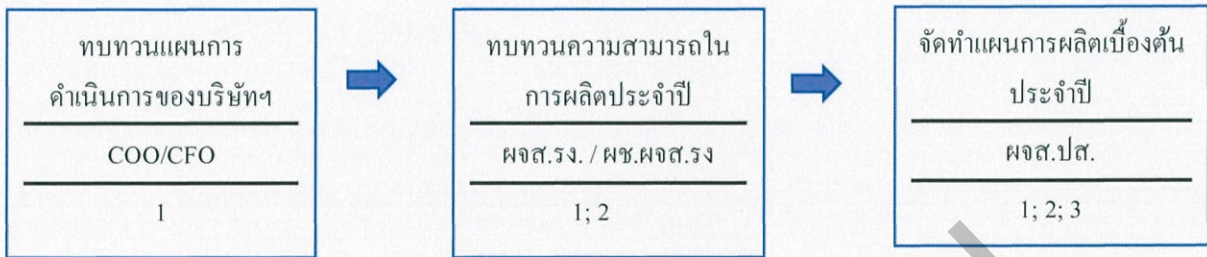 ทบทวนแผนการ
ดำเนินการของบริษัทฯ
COO/CFO
1
ทบทวนความสามารถใน
การผลิตประจำปี
ผจส.รง. / ผช.ผจส.รง
1; 2
จัดทำแผนการผลิตเบื้องต้น
ประจำปี
ผจส.ปส.
1; 2; 3